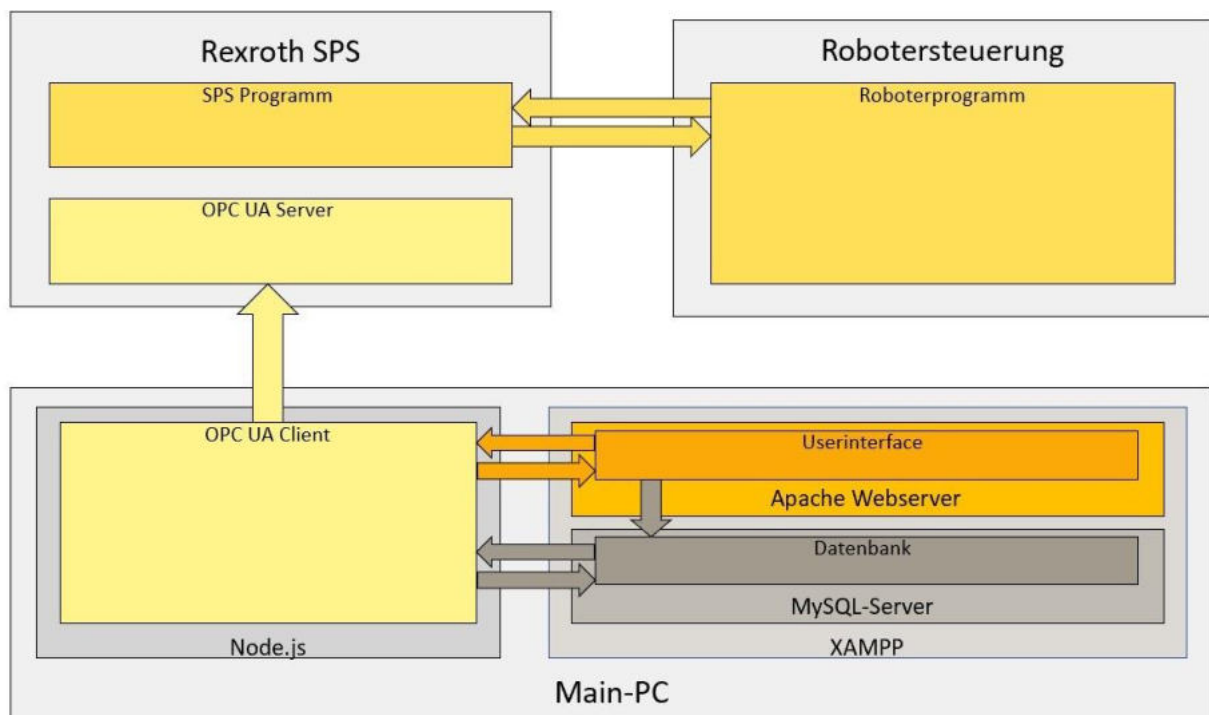 Rexroth SPS
SPS Programm
OPC UA Server
Robotersteuerung
Roboterprogramm
OPC UA Client
Node.js
Userinterface
Apache Webserver
Datenbank
MySQL-Server
XAMPP
Main-PC